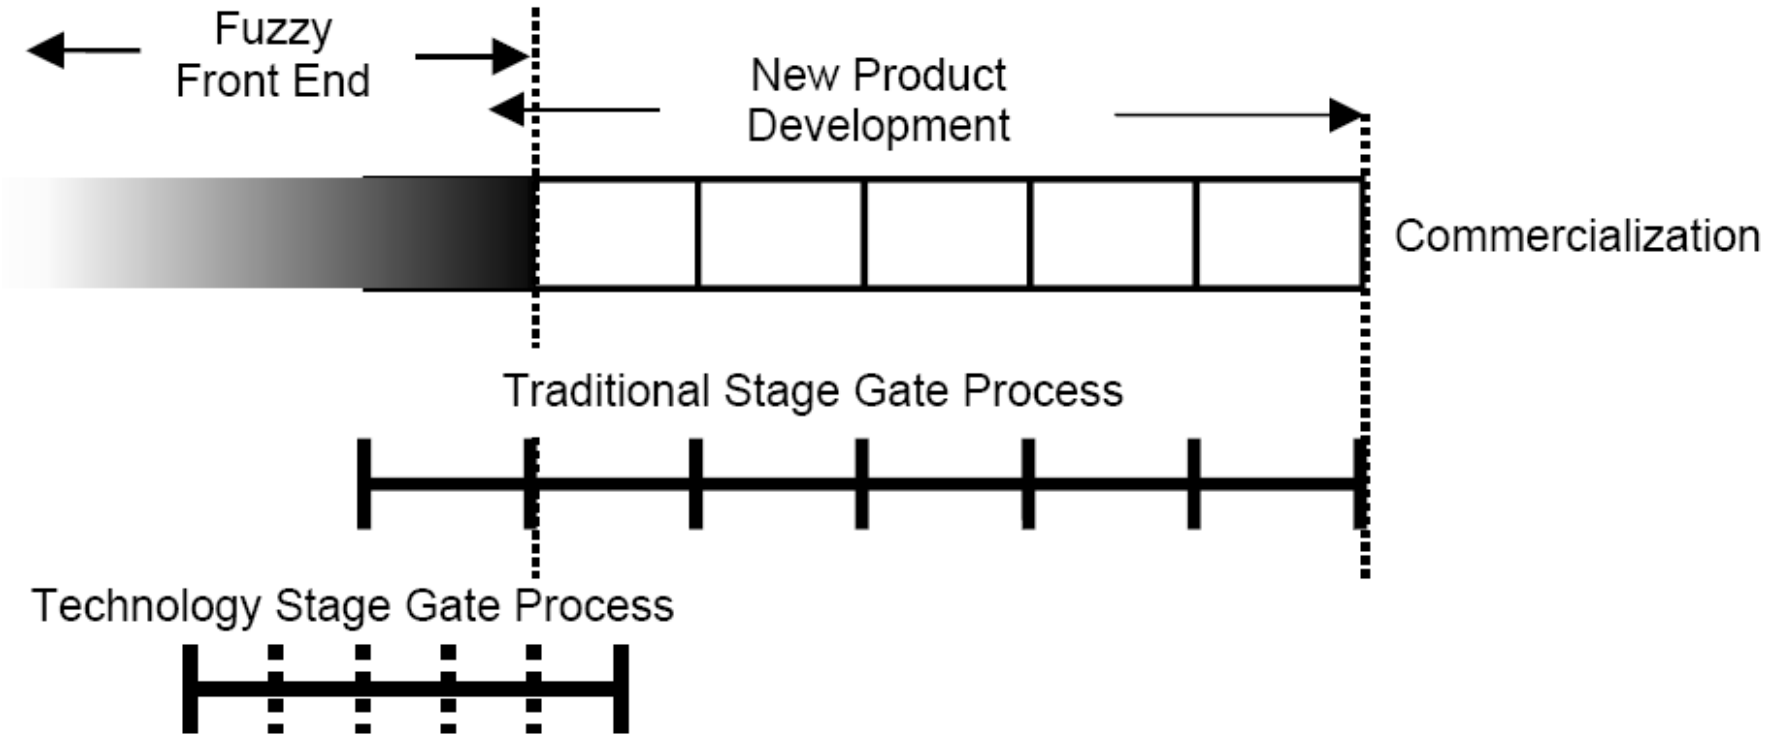 Fuzzy
Front End
New Product
Development
Commercialization
Traditional Stage Gate Process
Technology Stage Gate Process